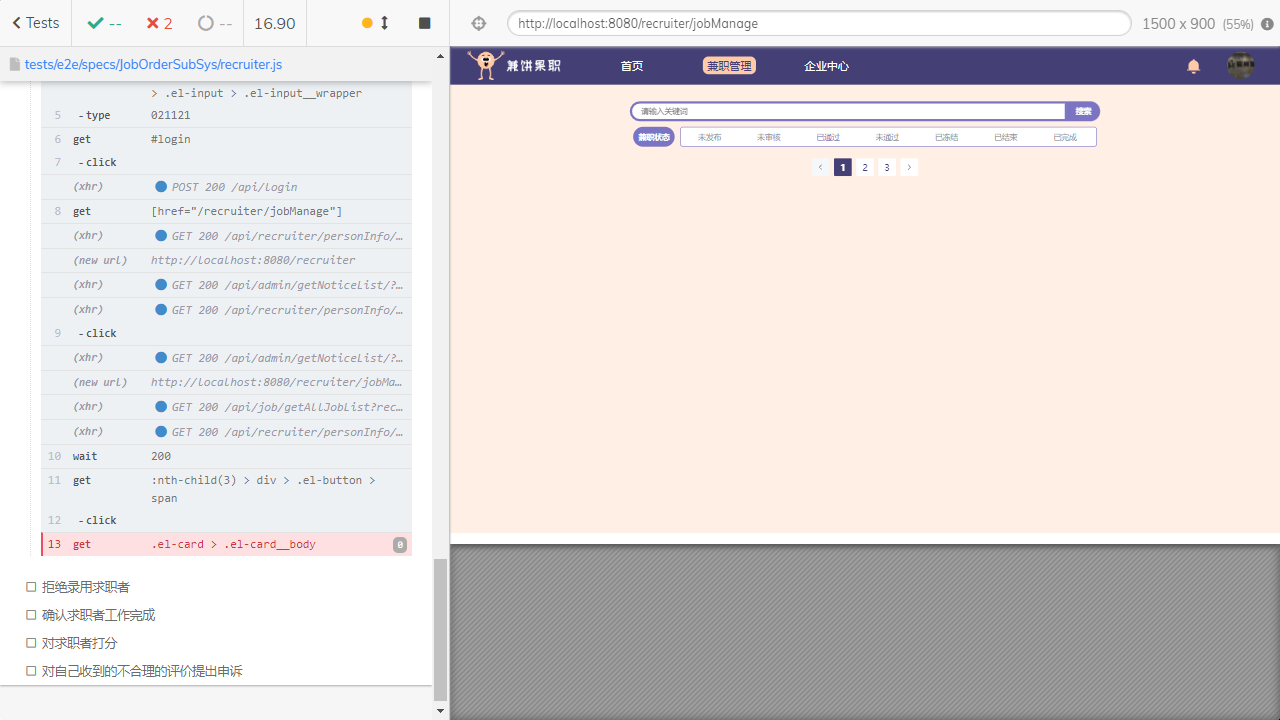 Tests
--
2
--
16.90
http://localhost:8080/recruiter/jobManage
1500 x 900 (55%)
tests/e2e/specs/JobOrderSubSys/recruiter.js
> .el-input > .el-input__wrapper
5 -type 021121
6 get #login
7 -click
(xhr) POST 200 /api/login
8 get [href="/recruiter/jobManage"]
(xhr) GET 200 /api/recruiter/personInfo/…
(new url) http://localhost:8080/recruiter
(xhr) GET 200 /api/admin/getNoticeList/?…
(xhr) GET 200 /api/recruiter/personInfo/…
9 -click
(xhr) GET 200 /api/admin/getNoticeList/?…
(new url) http://localhost:8080/recruiter/jobMa…
(xhr) GET 200 /api/job/getAllJobList?rec…
(xhr) GET 200 /api/recruiter/personInfo/…
10 wait 200
11 get :nth-child(3) > div > .el-button >
span
12 -click
13 get .el-card > .el-card__body 0
拒绝录用求职者
确认求职者工作完成
对求职者打分
对自己收到的不合理的评价提出申诉
兼饼果职
首页
兼职管理
企业中心
请输入关键词
搜索
兼职状态
未发布
未审核
已通过
未通过
已冻结
已结束
已完成
1
2
3